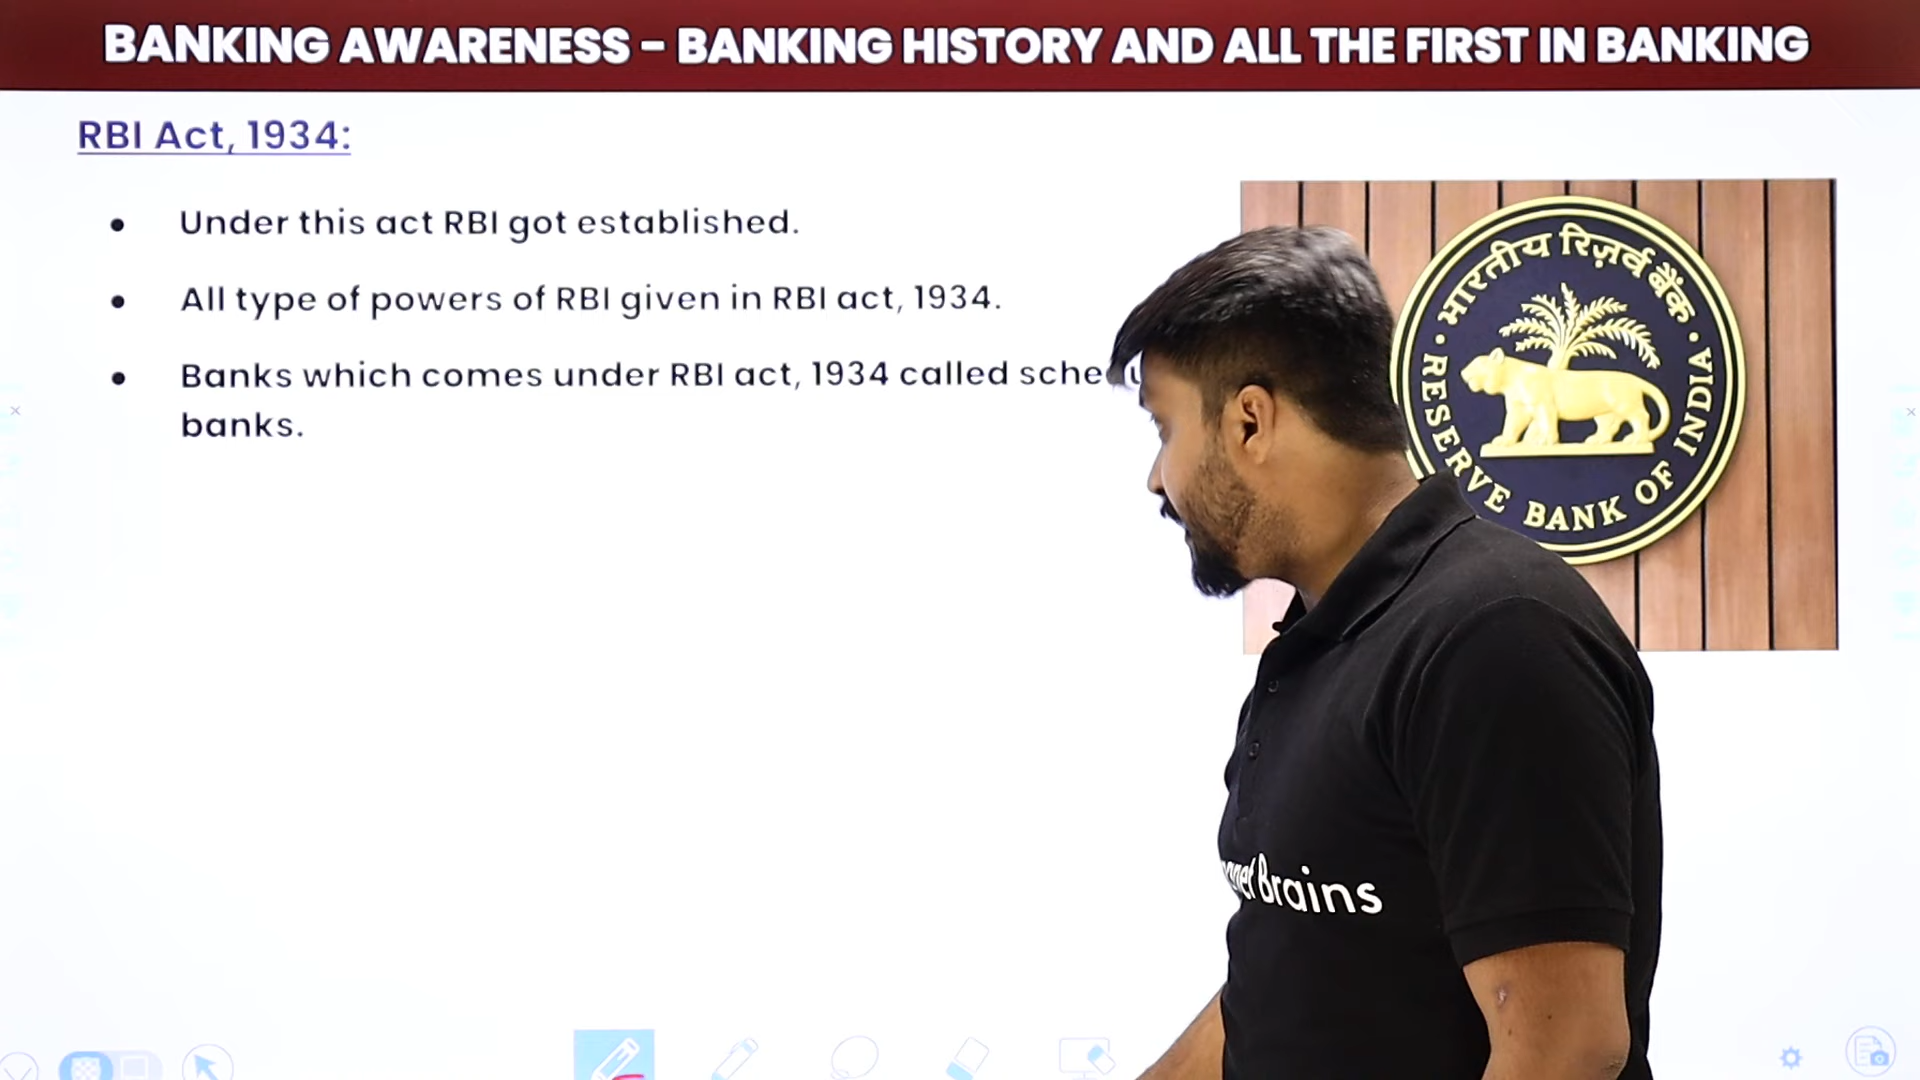 BANKING AWARENESS – BANKING HISTORY AND ALL THE FIRST IN BANKING
RBI Act, 1934:
• Under this act RBI got established.
• All type of powers of RBI given in RBI act, 1934.
• Banks which comes under RBI act, 1934 called
banks.
भारतीय रिज़र्व बैंक
RESERVE BANK OF INDIA
Brains